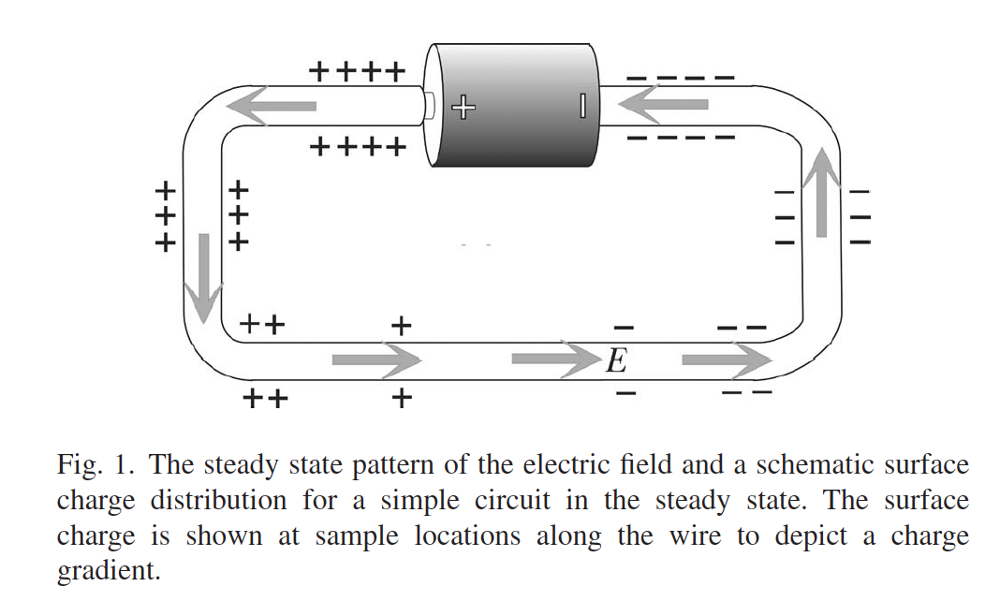 ++++
− − − −
+ −
++++
− − − −
+ + − −
+ + − −
+ + − −
++ + − − −
E
++ + − − −
Fig. 1. The steady state pattern of the electric field and a schematic surface
charge distribution for a simple circuit in the steady state. The surface
charge is shown at sample locations along the wire to depict a charge
gradient.